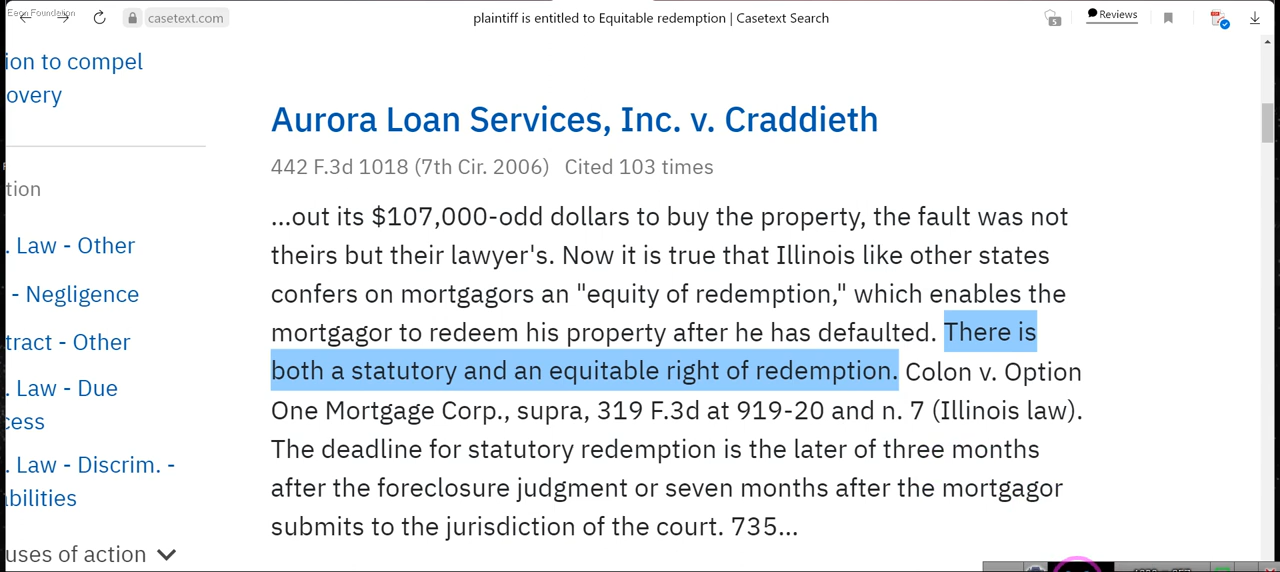 Eeon Foundation
casetext.com
plaintiff is entitled to Equitable redemption | Casetext Search
5
Reviews
ion to compel
overy
tion
. Law - Other
- Negligence
tract - Other
. Law - Due
cess
. Law - Discrim. -
abilities
uses of action
Aurora Loan Services, Inc. v. Craddieth
442 F.3d 1018 (7th Cir. 2006) Cited 103 times
...out its $107,000-odd dollars to buy the property, the fault was not
theirs but their lawyer's. Now it is true that Illinois like other states
confers on mortgagors an "equity of redemption," which enables the
mortgagor to redeem his property after he has defaulted. There is
both a statutory and an equitable right of redemption. Colon v. Option
One Mortgage Corp., supra, 319 F.3d at 919-20 and n. 7 (Illinois law).
The deadline for statutory redemption is the later of three months
after the foreclosure judgment or seven months after the mortgagor
submits to the jurisdiction of the court. 735...